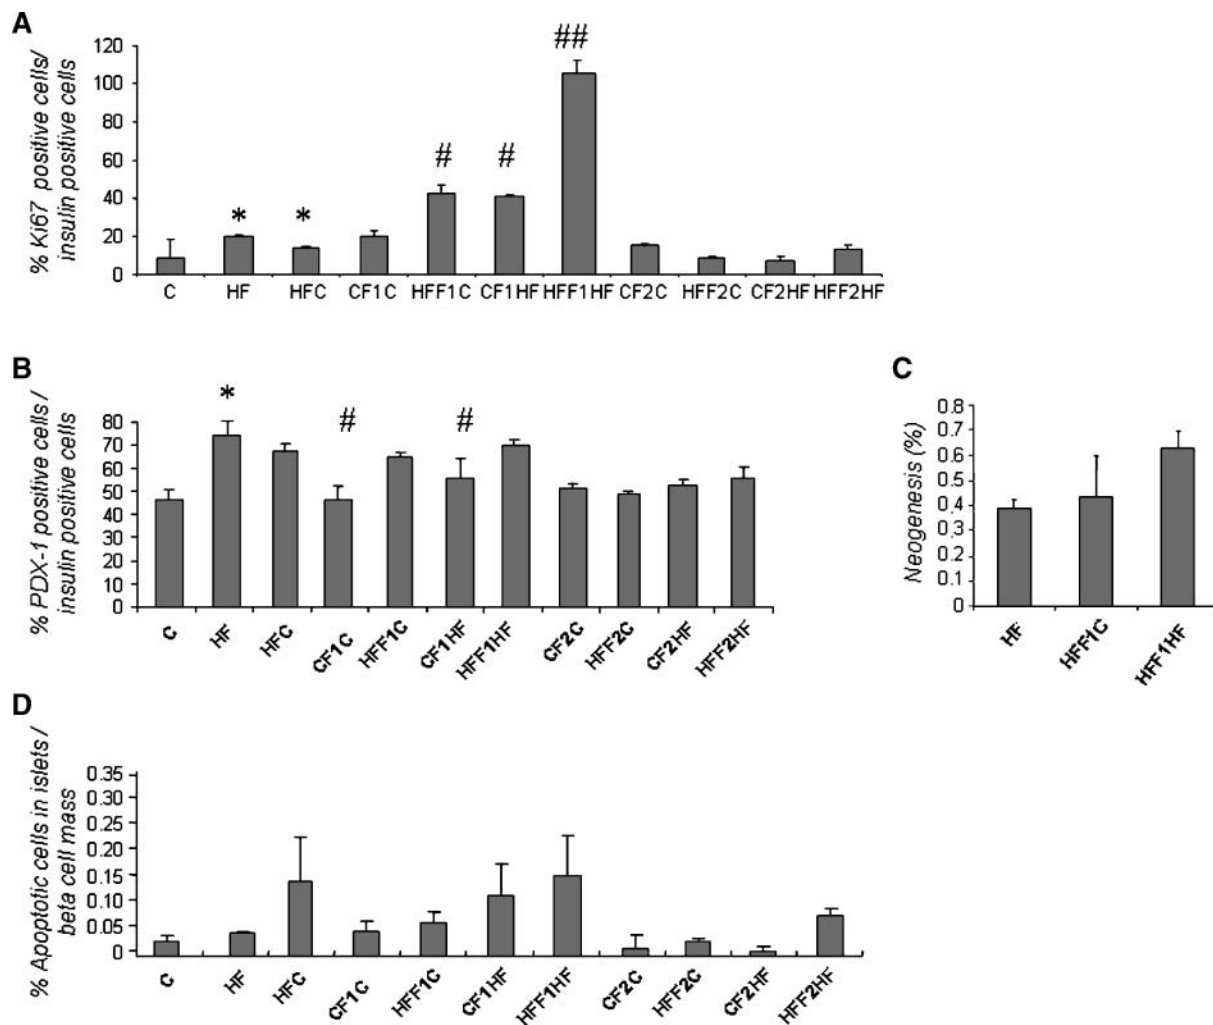 A
% Ki67 positive cells/
insulin positive cells
120
100
80
60
40
20
0
* * # # ##
C HF HFC CF1C HFF1C CF1HF HFF1HF CF2C HFF2C CF2HF HFF2HF
B
% PDX-1 positive cells /
insulin positive cells
80
70
60
50
40
30
20
10
0
* # #
C HF HFC CF1C HFF1C CF1HF HFF1HF CF2C HFF2C CF2HF HFF2HF
C
Neogenesis (%)
0.8
0.7
0.6
0.5
0.4
0.3
0.2
0.1
0
HF HFF1C HFF1HF
D
% Apoptotic cells in islets /
beta cell mass
0.35
0.30
0.25
0.20
0.15
0.10
0.05
0
C HF HFC CF1C HFF1C CF1HF HFF1HF CF2C HFF2C CF2HF HFF2HF